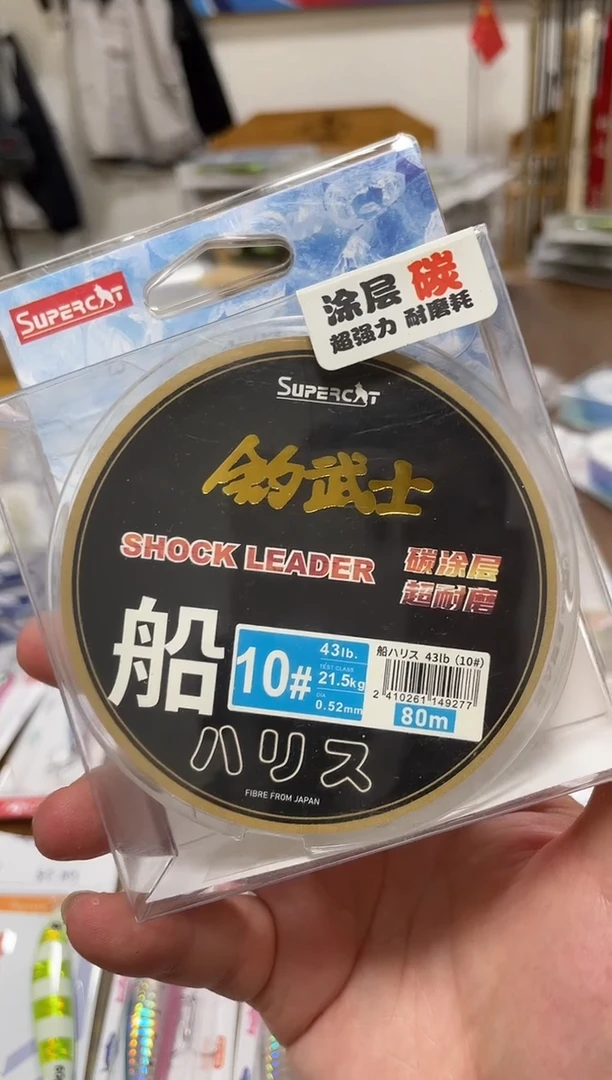 SUPERCAT
涂层 碳
超强力 耐磨耗
SUPERCAT
钓武士
SHOCK LEADER
碳涂层
超耐磨
船
10#
43lb.
TEST CLASS
21.5kg
DIA
0.52mm
船ハリス 43lb (10#)
2 410261 149277
80m
ハリス
FIBRE FROM JAPAN